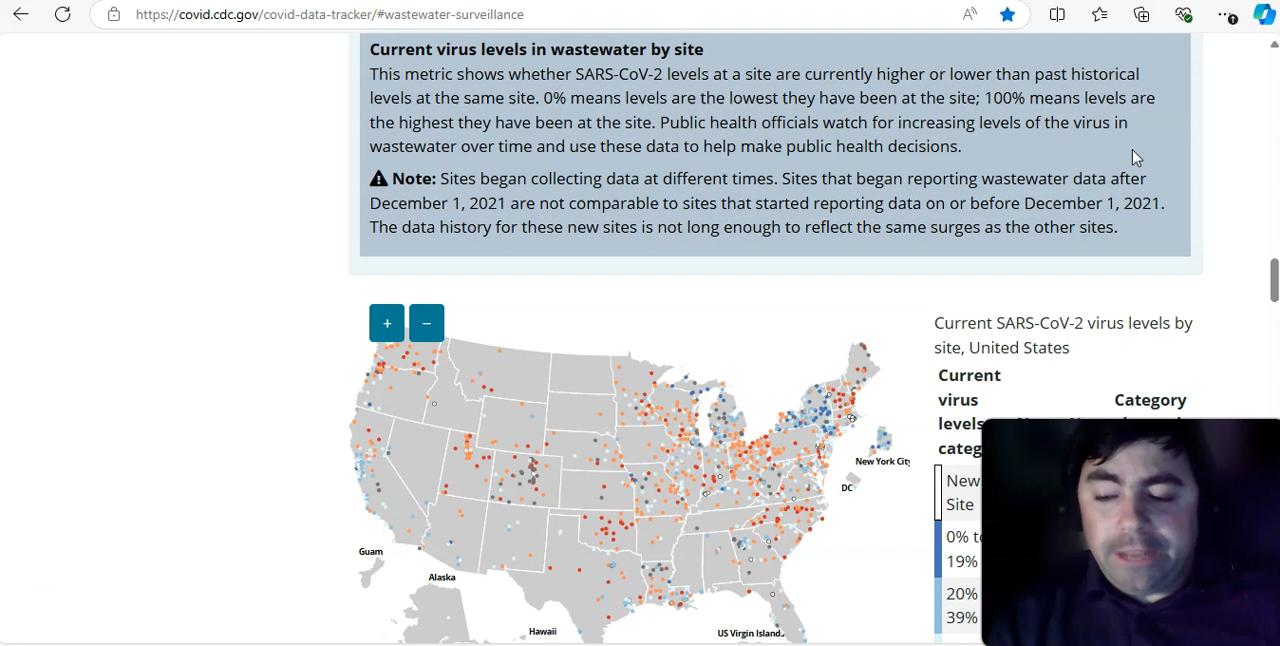 https://covid.cdc.gov/covid-data-tracker/#wastewater-surveillance
Current virus levels in wastewater by site
This metric shows whether SARS-CoV-2 levels at a site are currently higher or lower than past historical
levels at the same site. 0% means levels are the lowest they have been at the site; 100% means levels are
the highest they have been at the site. Public health officials watch for increasing levels of the virus in
wastewater over time and use these data to help make public health decisions.
Note: Sites began collecting data at different times. Sites that began reporting wastewater data after
December 1, 2021 are not comparable to sites that started reporting data on or before December 1, 2021.
The data history for these new sites is not long enough to reflect the same surges as the other sites.
+ −
New York City
DC
Guam
Alaska
Hawaii
US Virgin Island
Current SARS-CoV-2 virus levels by
site, United States
Current
virus Category
levels
categ
New
Site
0% to
19%
20%
39%